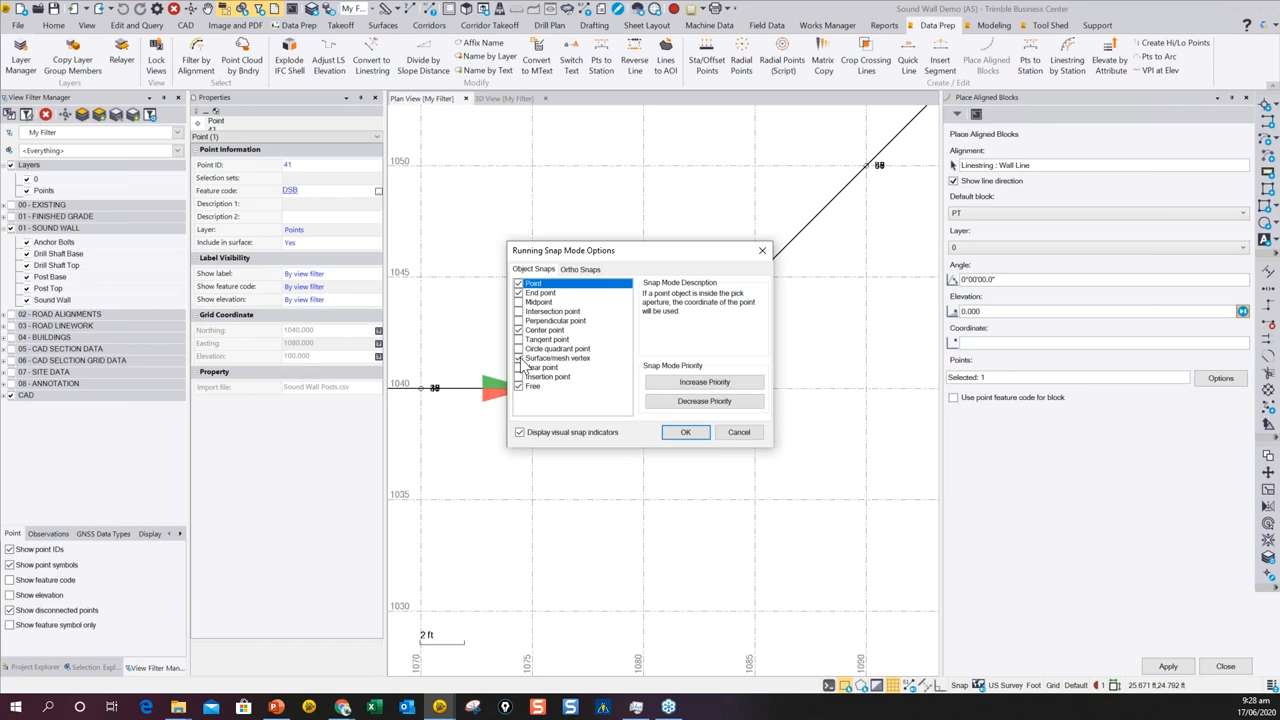 My F...
Sound Wall Demo (AS) - Trimble Business Center
File
Home
View
Edit and Query
CAD
Image and PDF
Data Prep
Takeoff
Surfaces
Corridors
Corridor Takeoff
Drill Plan
Drafting
Sheet Layout
Machine Data
Field Data
Works Manager
Reports
Data Prep
Modeling
Tool Shed
Support
Layer Manager
Copy Layer Group Members
Relayer
Lock Views
Filter by Alignment
Point Cloud by Bndry
Explode IFC Shell
Adjust LS Elevation
Convert to Linestring
Divide by Slope Distance
Affix Name
Name by Layer
Name by Text
Convert to MText
Switch Text
Pts to Station
Reverse Line
Lines to AOI
Sta/Offset Points
Radial Points
Radial Points (Script)
Matrix Copy
Crop Crossing Lines
Quick Line
Insert Segment
Place Aligned Blocks
Pts to Station
Linestring by Station
Elevate by Attribute
Create Hi/Lo Points
Pts to Arc
VPI at Elev
Layers
View
Select
Modify
Create / Edit
View Filter Manager
My Filter
<Everything>
Layers
0
Points
00 - EXISTING
01 - FINISHED GRADE
01 - SOUND WALL
Anchor Bolts
Drill Shaft Base
Drill Shaft Top
Post Base
Post Top
Sound Wall
02 - ROAD ALIGNMENTS
03 - ROAD LINEWORK
04 - BUILDINGS
05 - CAD SECTION DATA
06 - CAD SELCTION GRID DATA
07 - SITE DATA
08 - ANNOTATION
CAD
Point
Observations
GNSS Data Types
Display
Show point IDs
Show point symbols
Show feature code
Show elevation
Show disconnected points
Show feature symbol only
Project Explorer
Selection Expl...
View Filter Man...
Properties
Point
41
Point (1)
Point Information
Point ID: 41
Selection sets:
Feature code: DSB
Description 1:
Description 2:
Layer: Points
Include in surface: Yes
Label Visibility
Show label: By view filter
Show feature code: By view filter
Show elevation: By view filter
Grid Coordinate
Northing: 1040.000
Easting: 1080.000
Elevation: 100.000
Property
Import file: Sound Wall Posts.csv
Plan View [My Filter]
3D View [My Filter]
1050
1045
1040
1035
1030
2 ft
1070
1075
1080
1085
1090
Running Snap Mode Options
Object Snaps
Ortho Snaps
Point
End point
Midpoint
Intersection point
Perpendicular point
Center point
Tangent point
Circle quadrant point
Surface/mesh vertex
Insertion point
Free
Snap Mode Description
If a point object is inside the pick
aperture, the coordinate of the point
will be used.
Snap Mode Priority
Increase Priority
Decrease Priority
Display visual snap indicators
OK
Cancel
Place Aligned Blocks
Place Aligned Blocks
Alignment:
Linestring : Wall Line
Show line direction
Default block:
PT
Layer:
0
Angle:
0°00'00.0"
Elevation:
0.000
Coordinate:
Points:
Selected: 1
Options
Use point feature code for block
Apply
Close
Snap
US Survey Foot
Grid
Default
1
25.671 ft,24.792 ft
9:28 am
17/06/2020